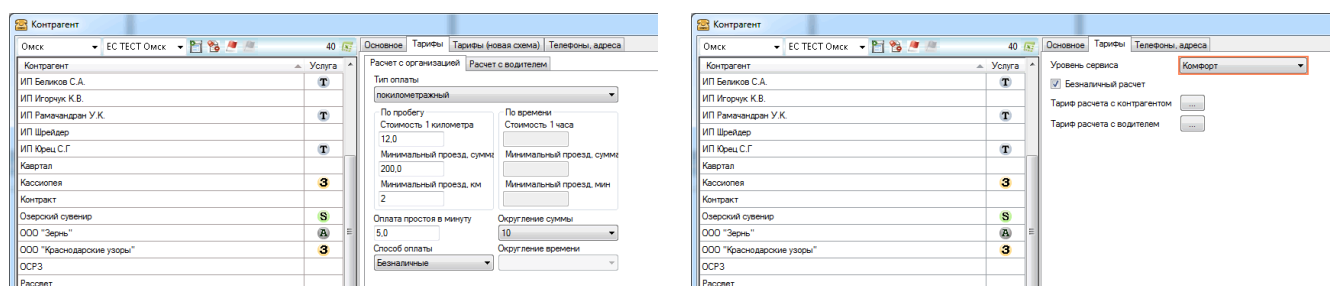 Контрагент
Омск ЕС ТЕСТ Омск 40
Контрагент Услуга
ИП Беликов С.А. T
ИП Игорчук К.В.
ИП Рамачандран У.К. T
ИП Шрейдер
ИП Юрец С.Г T
Кавртал
Кассиопея З
Контракт
Озерский сувенир S
ООО "Зернь" A
ООО "Краснодарские узоры" З
ОСРЗ
Рассвет
Основное Тарифы Тарифы (новая схема) Телефоны, адреса
Расчет с организацией Расчет с водителем
Тип оплаты
покилометражный
По пробегу По времени
Стоимость 1 километра Стоимость 1 часа
12,0
Минимальный проезд, сумма Минимальный проезд, сумма
200,0
Минимальный проезд, км Минимальный проезд, мин
2
Оплата простоя в минуту Округление суммы
5,0 10
Способ оплаты Округление времени
Безналичные
Контрагент
Омск ЕС ТЕСТ Омск 40
Контрагент Услуга
ИП Беликов С.А. T
ИП Игорчук К.В.
ИП Рамачандран У.К. T
ИП Шрейдер
ИП Юрец С.Г T
Кавртал
Кассиопея З
Контракт
Озерский сувенир S
ООО "Зернь" A
ООО "Краснодарские узоры" З
ОСРЗ
Рассвет
Основное Тарифы Телефоны, адреса
Уровень сервиса Комфорт
Безналичный расчет
Тариф расчета с контрагентом ...
Тариф расчета с водителем ...